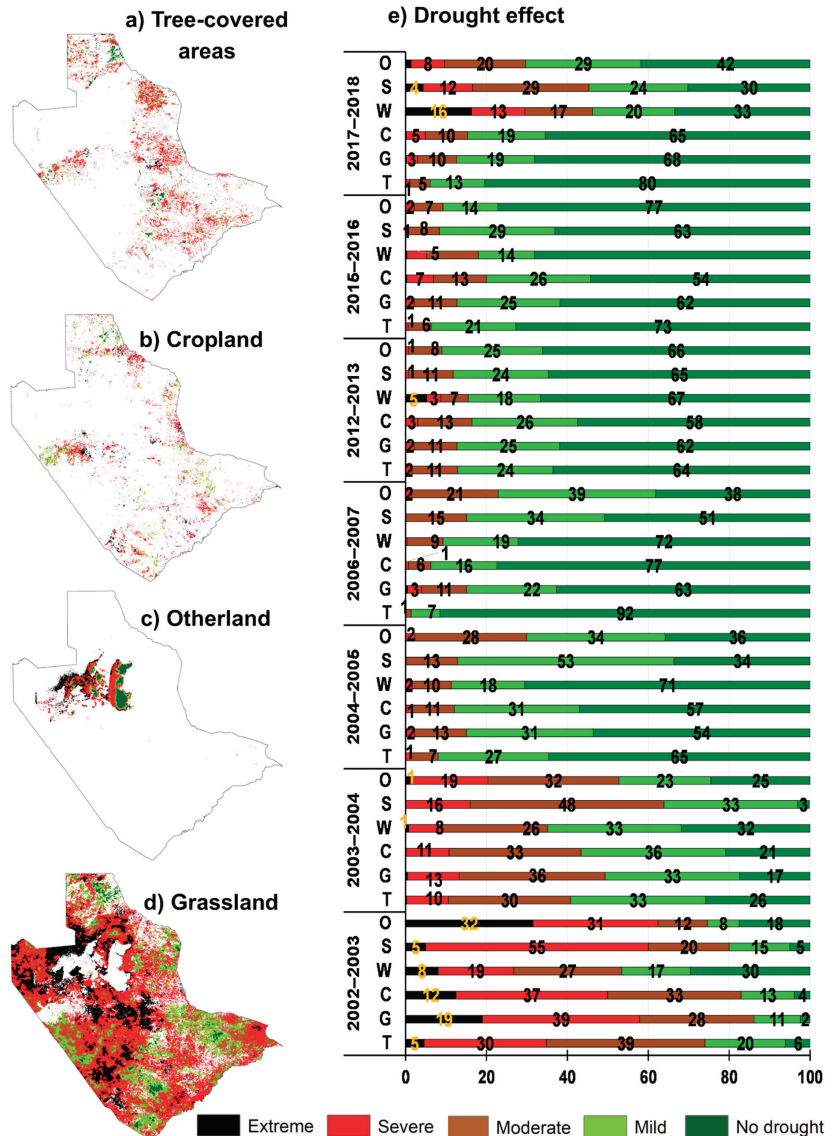 a) Tree-covered
areas
b) Cropland
c) Otherland
d) Grassland
e) Drought effect
2017–2018
O 8 20 29 42
S 4 12 29 24 30
W 16 13 17 20 33
C 5 10 19 65
G 3 10 19 68
T 1 5 13 80
2015–2016
O 2 7 14 77
S 1 8 29 63
W 5 14
C 7 13 26 54
G 2 11 25 62
T 1 6 21 73
2012–2013
O 1 8 25 66
S 1 11 24 65
W 5 3 7 18 67
C 3 13 26 58
G 2 11 25 62
T 2 11 24 64
2006–2007
O 2 21 39 38
S 15 34 51
W 9 19 72
C 1 6 16 77
G 3 11 22 63
T 1 7 92
2004–2005
O 2 28 34 36
S 13 53 34
W 2 10 18 71
C 1 11 31 57
G 2 13 31 54
T 1 7 27 65
2003–2004
O 1 19 32 23 25
S 16 48 33 3
W 1 8 26 33 32
C 11 33 36 21
G 13 36 33 17
T 10 30 33 26
2002–2003
O 32 31 12 8 18
S 5 55 20 15 5
W 8 19 27 17 30
C 12 37 33 13 4
G 19 39 28 11 2
T 5 30 39 20 6
0 20 40 60 80 100
Extreme Severe Moderate Mild No drought